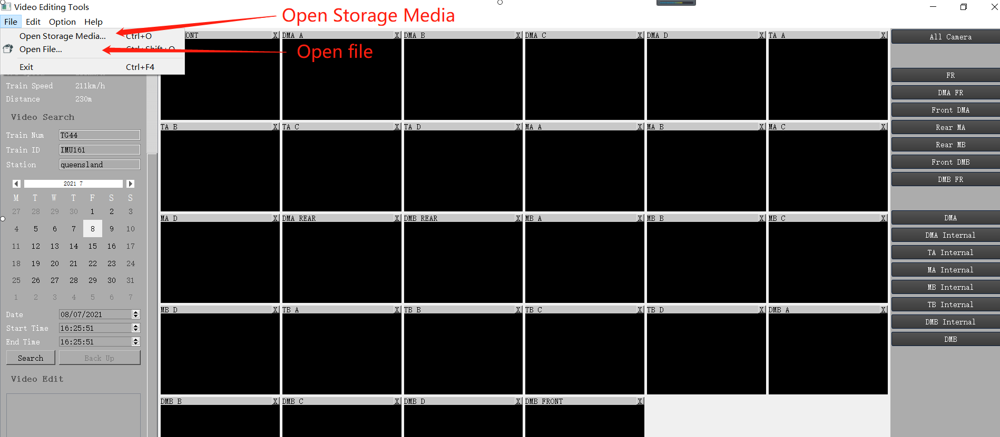 Video Editing Tools
File Edit Option Help
Open Storage Media
Open Storage Media... Ctrl+O
Open File... Ctrl+Shift+O
Open file
Exit Ctrl+F4
Train Speed 211km/h
Distance 230m
Video Search
Train Num TG44
Train ID IMU161
Station queensland
2021 7
M T W T F S S
27 28 29 30 1 2 3
4 5 6 7 8 9 10
11 12 13 14 15 16 17
18 19 20 21 22 23 24
25 26 27 28 29 30 31
1 2 3 4 5 6 7
Date 08/07/2021
Start Time 16:25:51
End Time 16:25:51
Search Back Up
Video Edit
ONT X DMA A X DMA B X DMA C X DMA D X TA A X
TA B X TA C X TA D X MA A X MA B X MA C X
MA D X DMA REAR X DMB REAR X MB A X MB B X MB C X
MB D X TB A X TB B X TB C X TB D X DMB A X
DMB B X DMB C X DMB D X DMB FRONT X
All Camera
FR
DMA FR
Front DMA
Rear MA
Rear MB
Front DMB
DMB FR
DMA
DMA Internal
TA Internal
MA Internal
MB Internal
TB Internal
DMB Internal
DMB